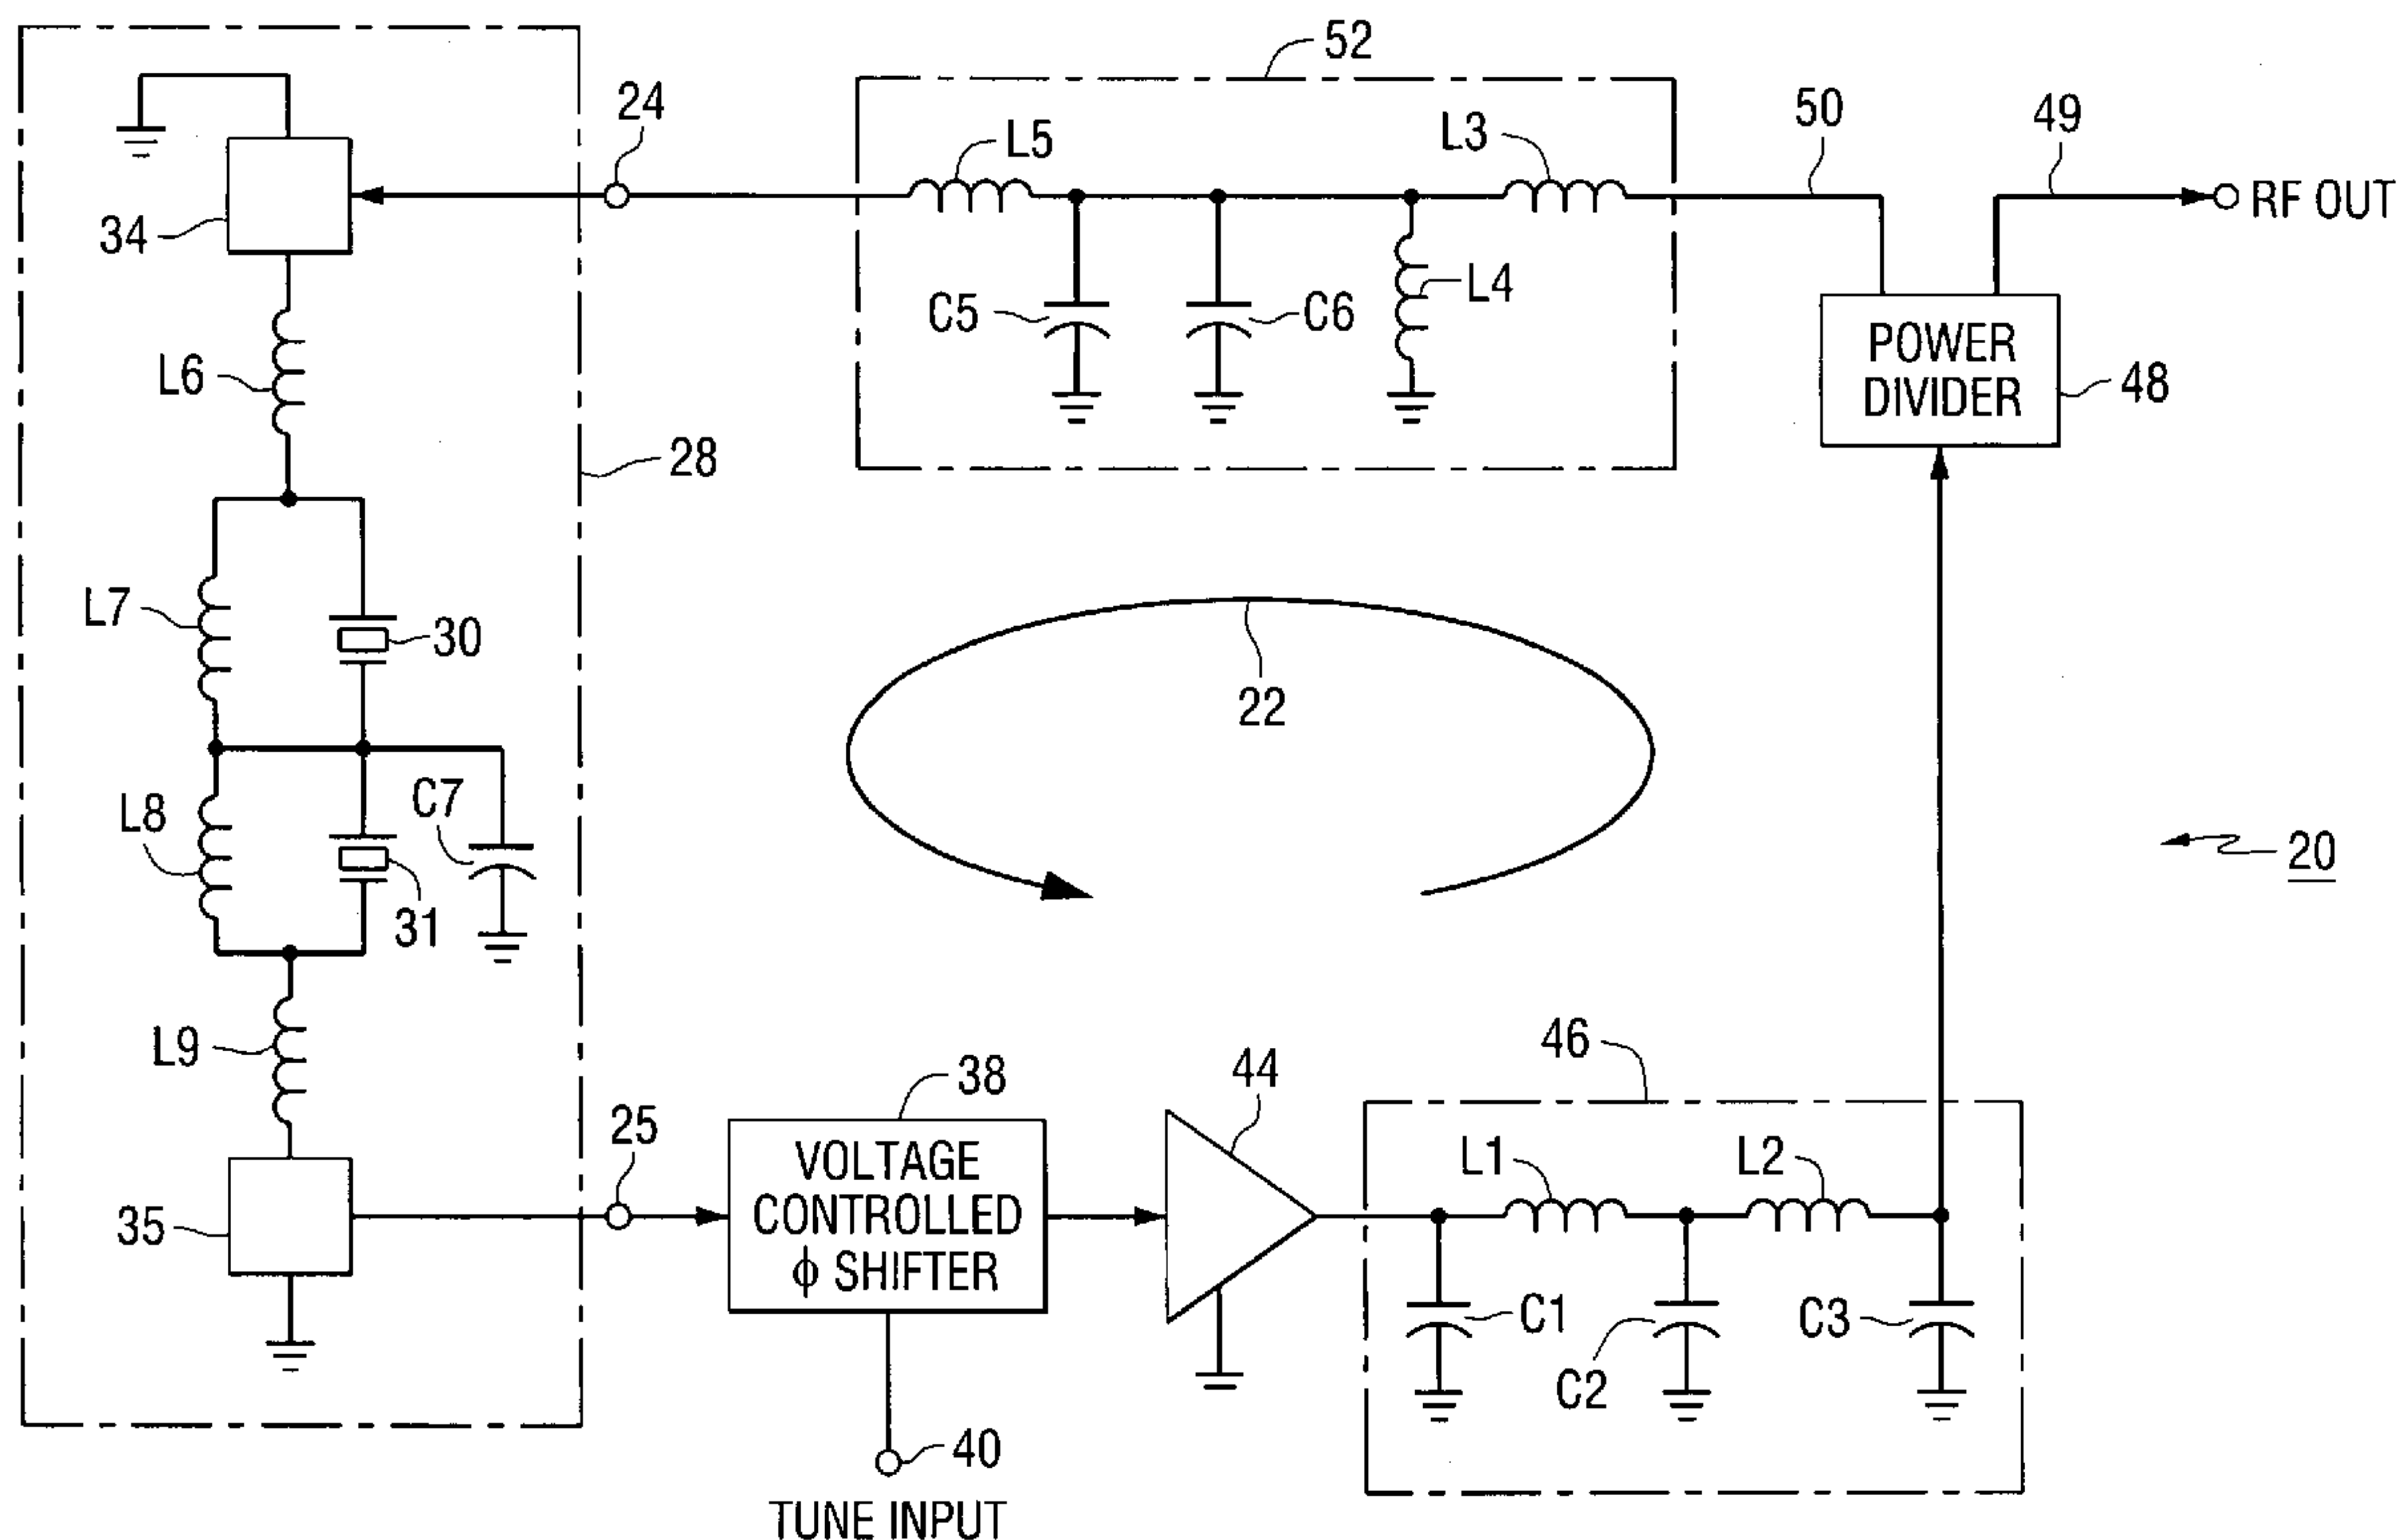 52
24
L5
L3
50
49
RF OUT
34
C5
C6
L4
POWER
DIVIDER
48
L6
28
L7
30
22
L8
C7
31
20
L9
38
44
46
25
35
VOLTAGE
CONTROLLED
ϕ SHIFTER
L1
L2
C1
C2
C3
40
TUNE INPUT